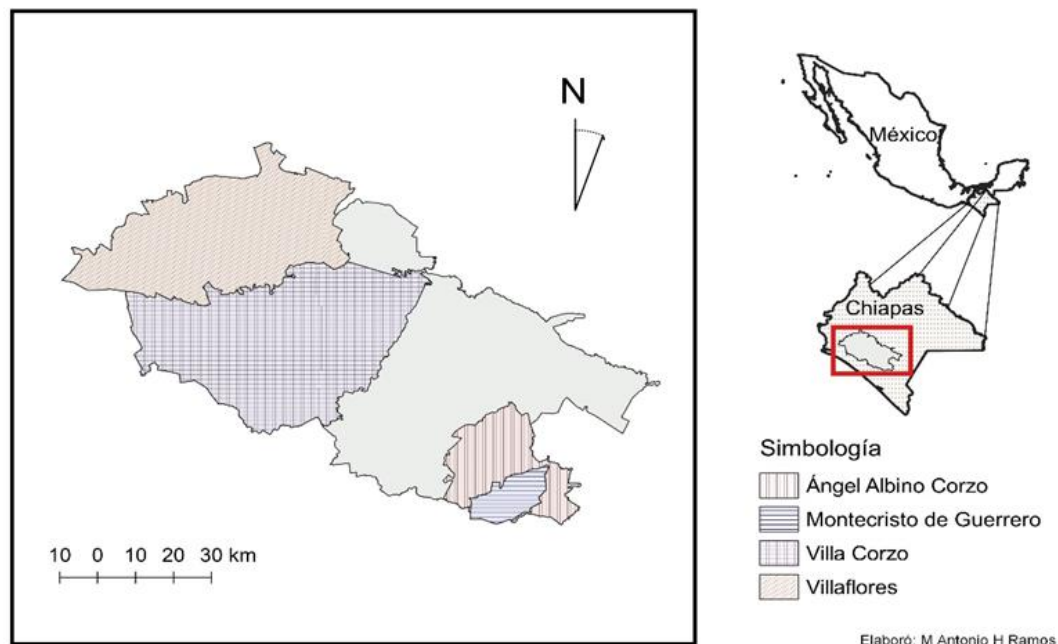 N
10 0 10 20 30 km
México
Chiapas
Simbología
Ángel Albino Corzo
Montecristo de Guerrero
Villa Corzo
Villaflores
Elaboró: M Antonio H Ramos